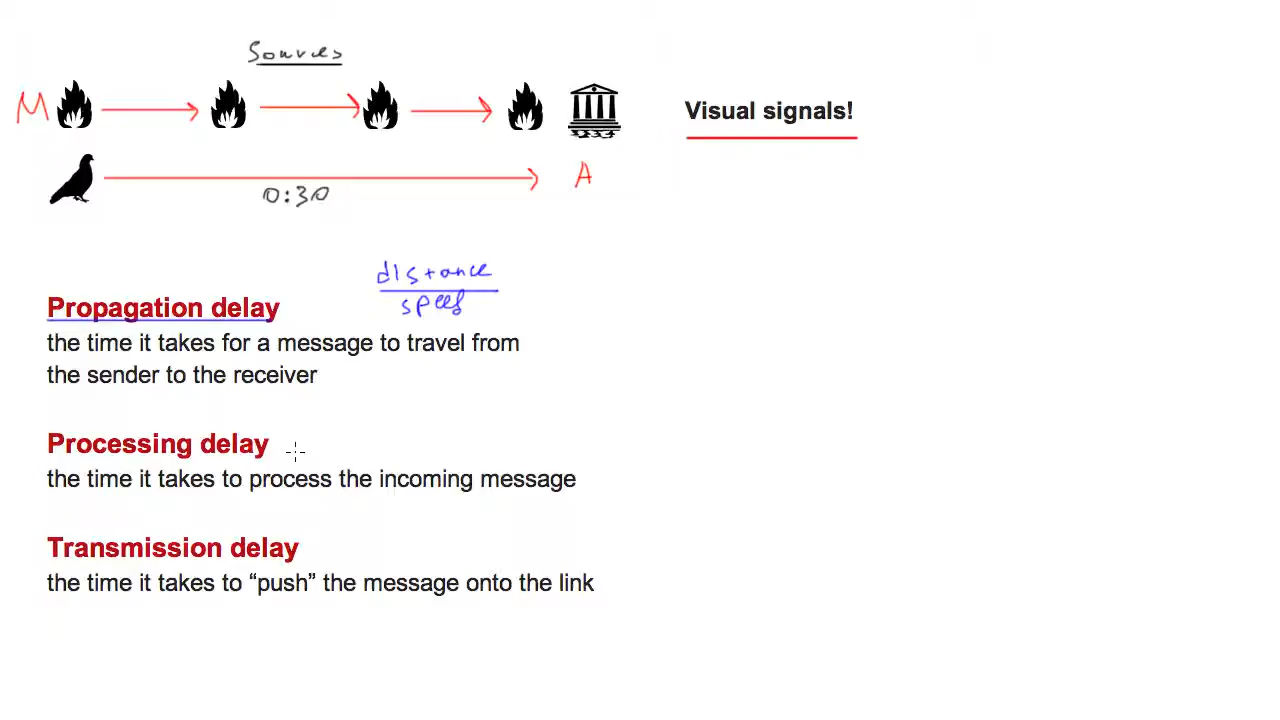 Sources
M
Visual signals!
A
0:30
distance
speed
Propagation delay
the time it takes for a message to travel from
the sender to the receiver
Processing delay
the time it takes to process the incoming message
Transmission delay
the time it takes to “push” the message onto the link